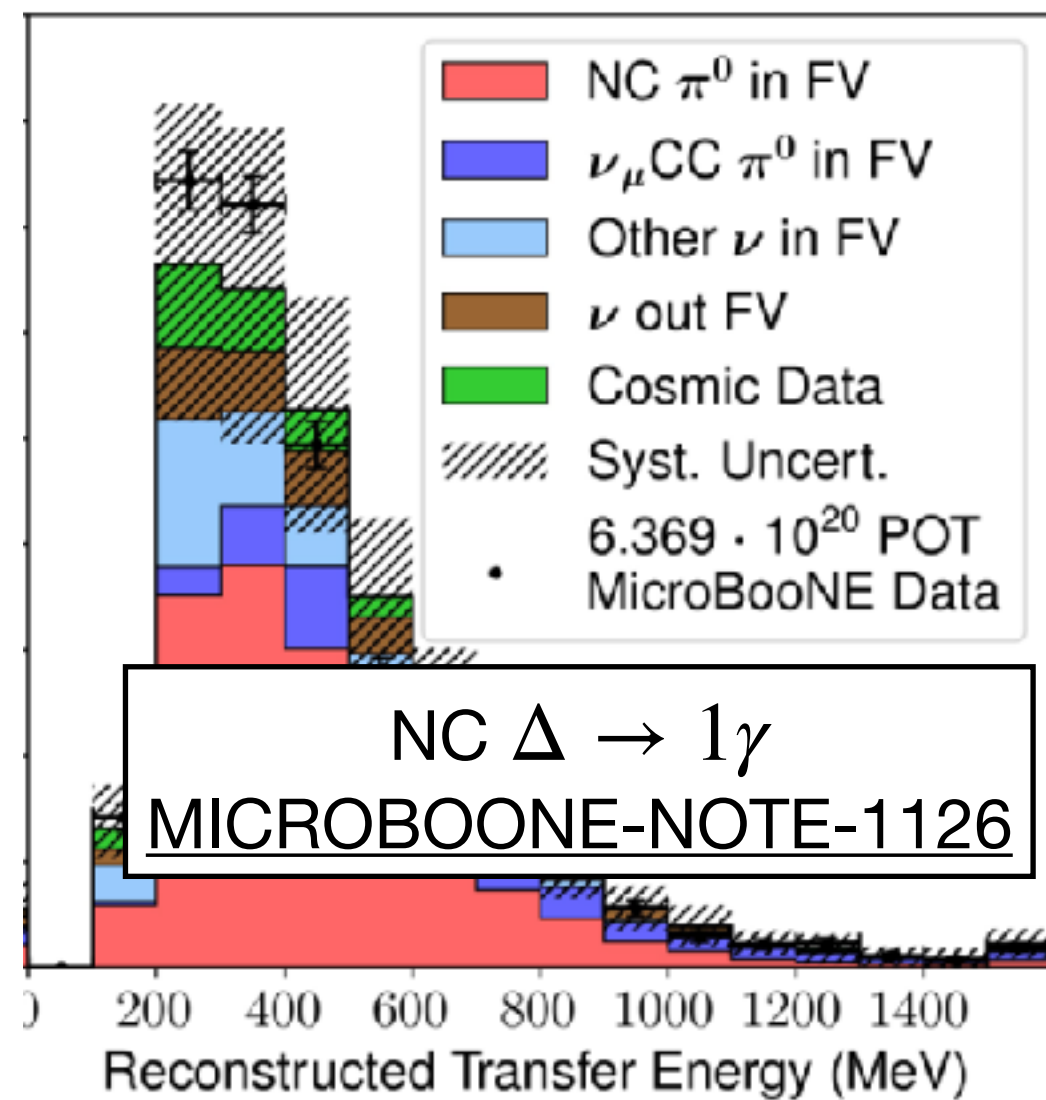 NC π⁰ in FV
ν_μCC π⁰ in FV
Other ν in FV
ν out FV
Cosmic Data
Syst. Uncert.
6.369 · 10²⁰ POT
MicroBooNE Data
NC Δ → 1γ
MICROBOONE-NOTE-1126
0 200 400 600 800 1000 1200 1400
Reconstructed Transfer Energy (MeV)